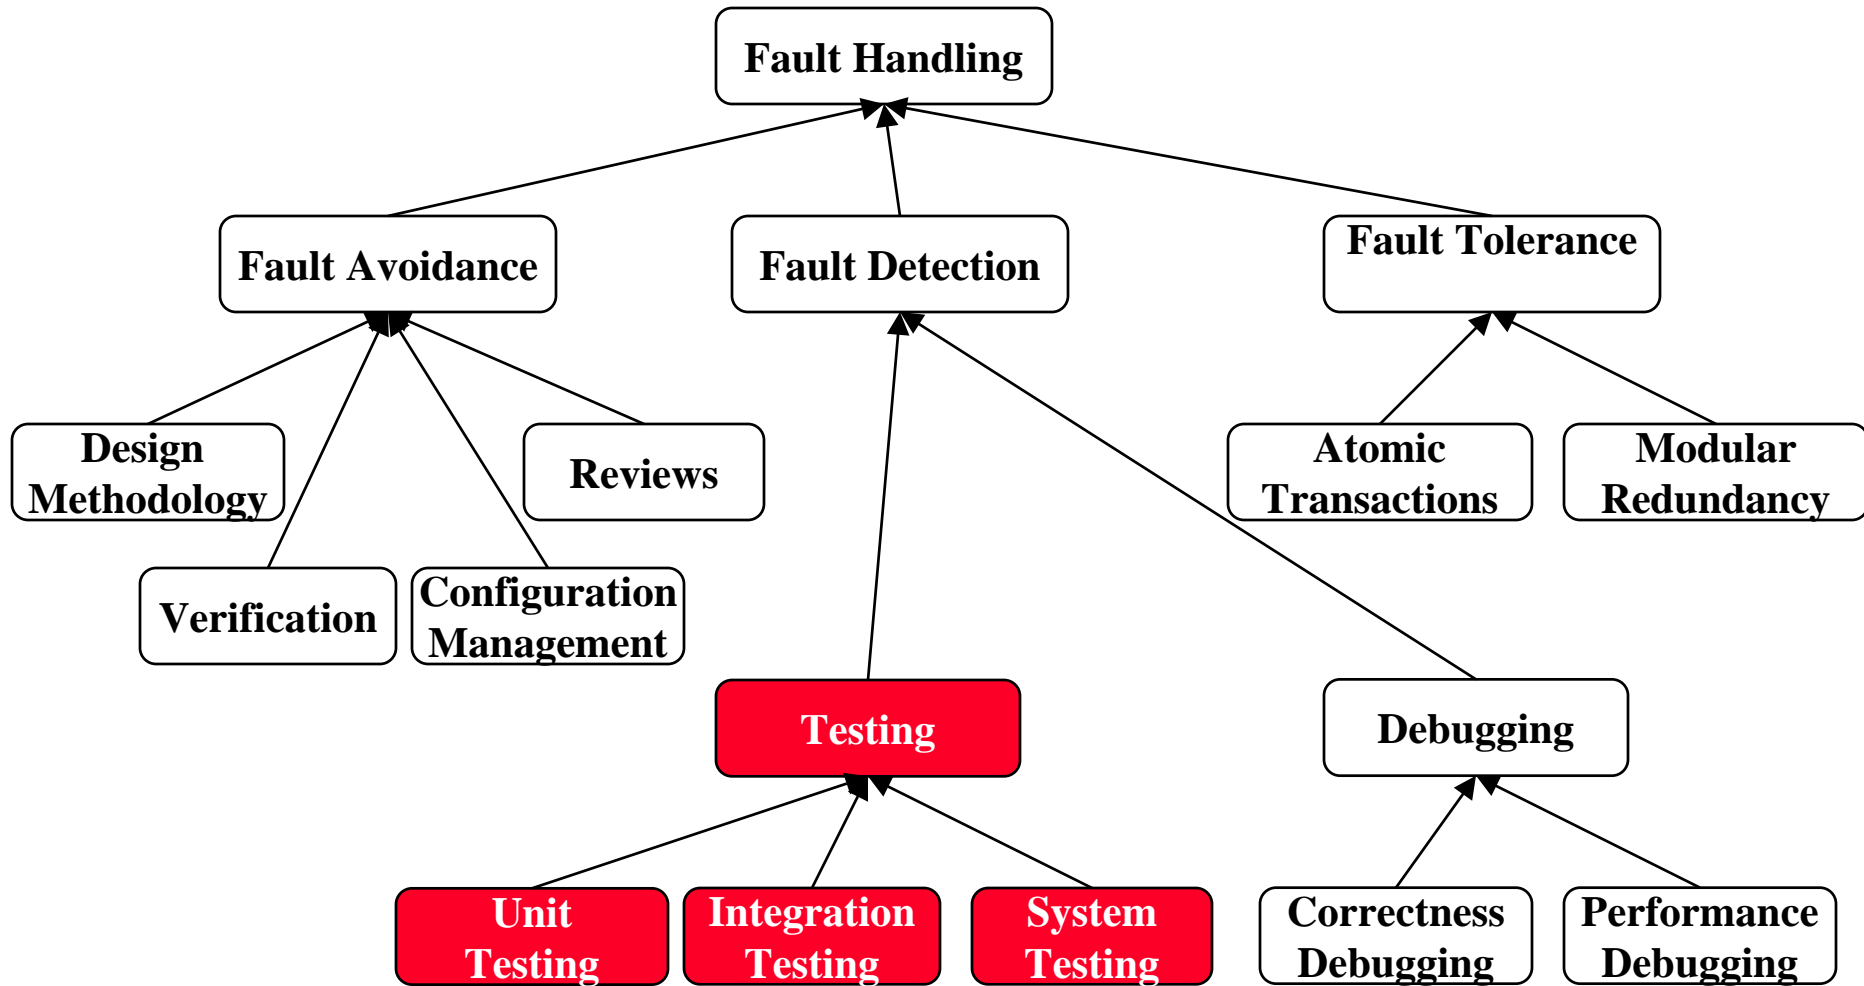 Fault Handling
Fault Avoidance
Fault Detection
Fault Tolerance
Design
Methodology
Reviews
Atomic
Transactions
Modular
Redundancy
Verification
Configuration
Management
Testing
Debugging
Unit
Testing
Integration
Testing
System
Testing
Correctness
Debugging
Performance
Debugging